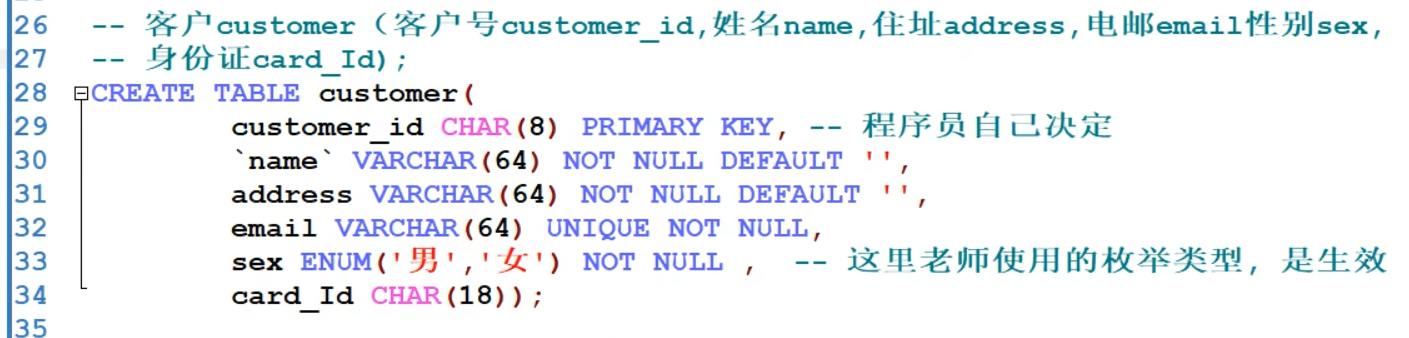 26 -- 客户customer（客户号customer_id,姓名name,住址address,电邮email性别sex,
27 -- 身份证card_Id);
28 CREATE TABLE customer(
29 customer_id CHAR(8) PRIMARY KEY, -- 程序员自己决定
30 `name` VARCHAR(64) NOT NULL DEFAULT '',
31 address VARCHAR(64) NOT NULL DEFAULT '',
32 email VARCHAR(64) UNIQUE NOT NULL,
33 sex ENUM('男','女') NOT NULL , -- 这里老师使用的枚举类型, 是生效
34 card_Id CHAR(18));
35